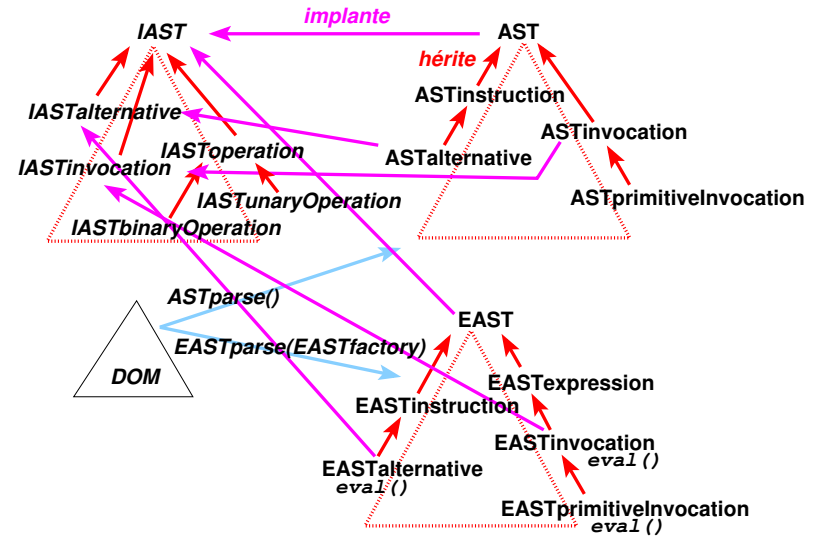 implante
IAST
AST
hérite
ASTinstruction
IASTalternative
ASTinvocation
IASToperation
ASTalternative
IASTinvocation
ASTprimitiveInvocation
IASTunaryOperation
IASTbinaryOperation
ASTparse()
EAST
EASTparse(EASTfactory)
DOM
EASTexpression
EASTinstruction
EASTinvocation
eval()
EASTalternative
eval()
EASTprimitiveInvocation
eval()